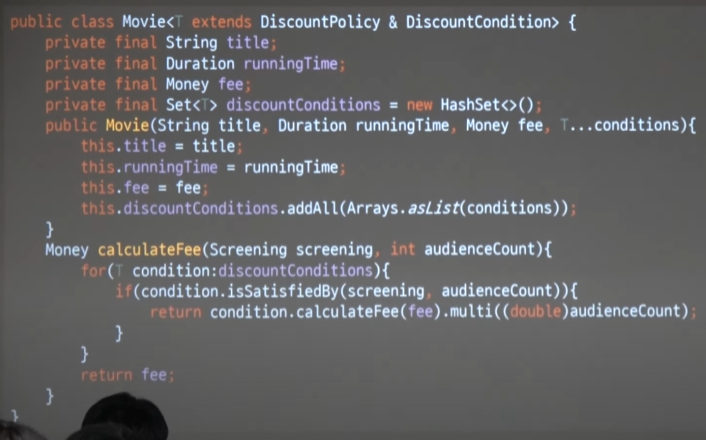 public class Movie<T extends DiscountPolicy & DiscountCondition> {
private final String title;
private final Duration runningTime;
private final Money fee;
private final Set<T> discountConditions = new HashSet<>();
public Movie(String title, Duration runningTime, Money fee, T...conditions){
this.title = title;
this.runningTime = runningTime;
this.fee = fee;
this.discountConditions.addAll(Arrays.asList(conditions));
}
Money calculateFee(Screening screening, int audienceCount){
for(T condition:discountConditions){
if(condition.isSatisfiedBy(screening, audienceCount)){
return condition.calculateFee(fee).multi((double)audienceCount);
}
}
return fee;
}
}